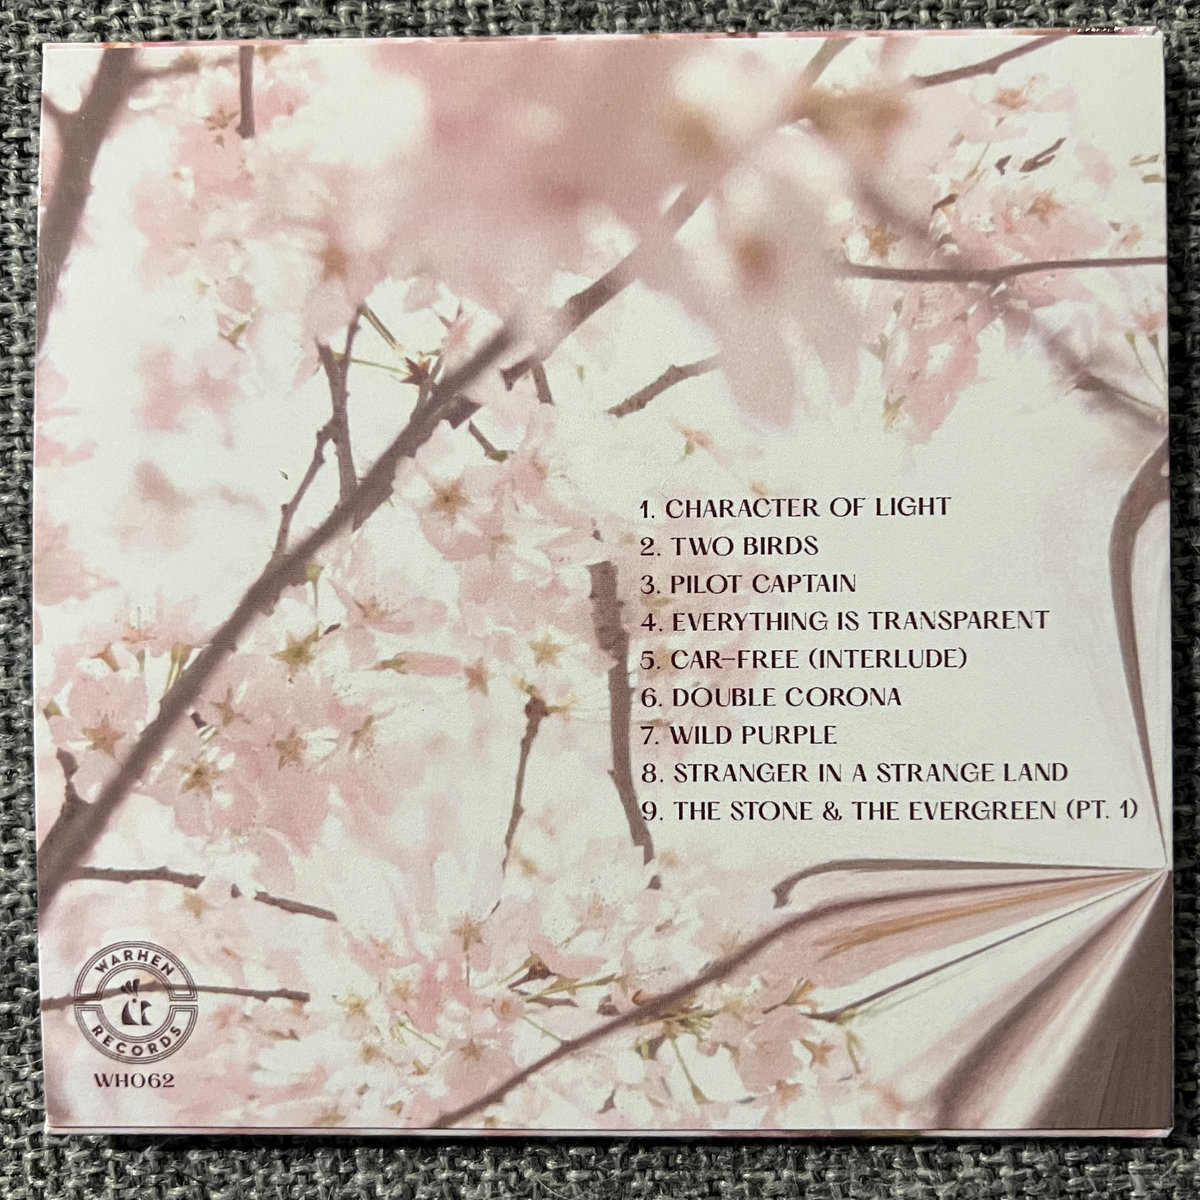 1. CHARACTER OF LIGHT
2. TWO BIRDS
3. PILOT CAPTAIN
4. EVERYTHING IS TRANSPARENT
5. CAR-FREE (INTERLUDE)
6. DOUBLE CORONA
7. WILD PURPLE
8. STRANGER IN A STRANGE LAND
9. THE STONE & THE EVERGREEN (PT. 1)
WARHEN
RECORDS
WH062